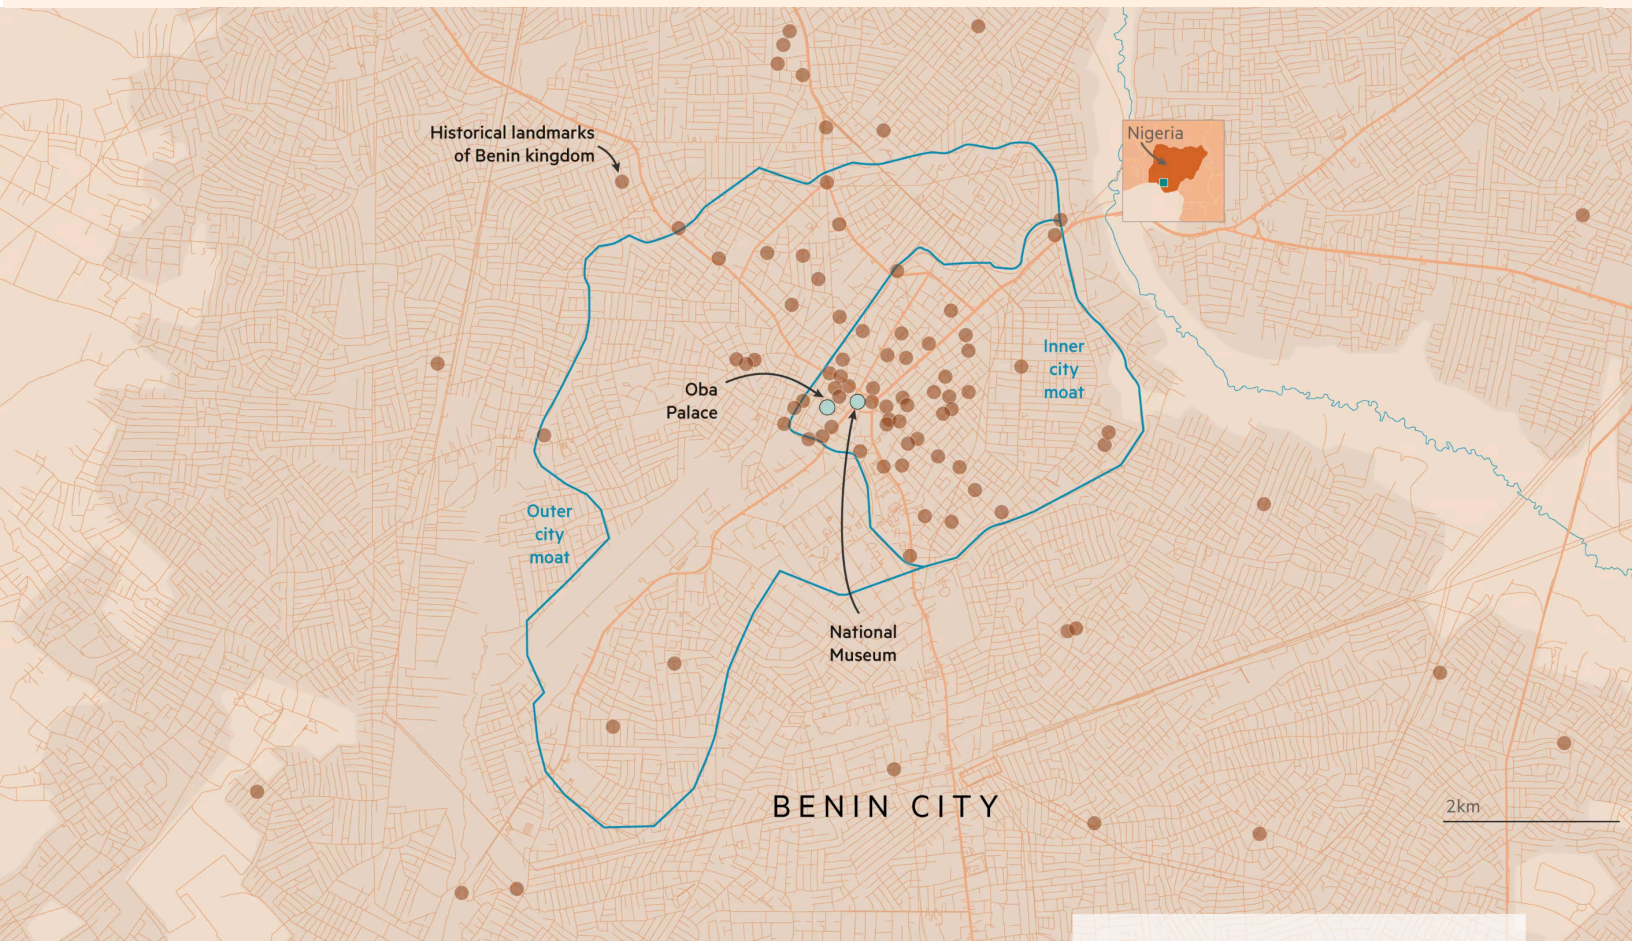 Historical landmarks
of Benin kingdom
Nigeria
Inner
city
moat
Oba
Palace
Outer
city
moat
National
Museum
BENIN CITY
2km